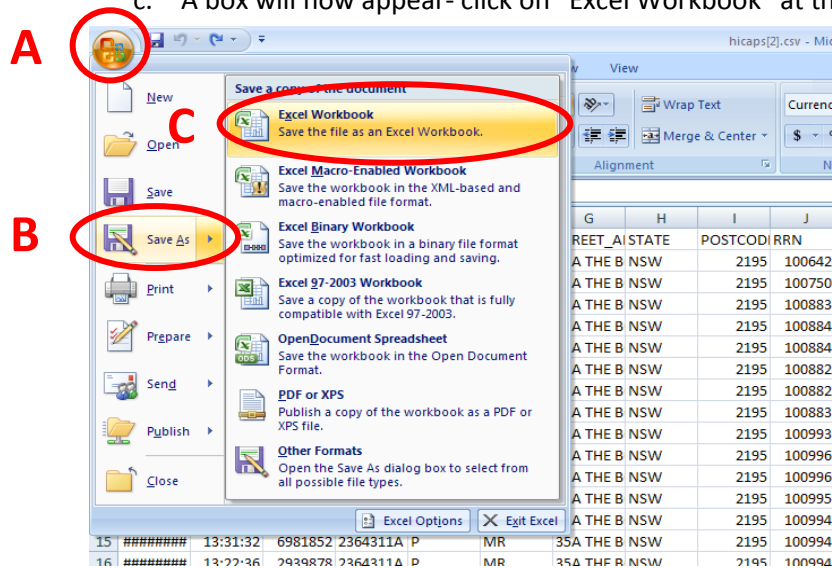 c. A box will now appear- click on "Excel Workbook" at th
A
hicaps[2].csv - Mic
View
New
Open
Save
Save As
Print
Prepare
Send
Publish
Close
B
C
Save a copy of the document
Excel Workbook
Save the file as an Excel Workbook.
Excel Macro-Enabled Workbook
Save the workbook in the XML-based and
macro-enabled file format.
Excel Binary Workbook
Save the workbook in a binary file format
optimized for fast loading and saving.
Excel 97-2003 Workbook
Save a copy of the workbook that is fully
compatible with Excel 97-2003.
OpenDocument Spreadsheet
Save the workbook in the Open Document
Format.
PDF or XPS
Publish a copy of the workbook as a PDF or
XPS file.
Other Formats
Open the Save As dialog box to select from
all possible file types.
Excel Options
Exit Excel
Wrap Text
Currenc
Merge & Center
$
Alignment
N
G H I J
REET_A STATE POSTCOD RRN
A THE B NSW 2195 100642
A THE B NSW 2195 100750
A THE B NSW 2195 100883
A THE B NSW 2195 100884
A THE B NSW 2195 100884
A THE B NSW 2195 100882
A THE B NSW 2195 100882
A THE B NSW 2195 100883
A THE B NSW 2195 100993
A THE B NSW 2195 100996
A THE B NSW 2195 100996
A THE B NSW 2195 100995
A THE B NSW 2195 100994
15 ######## 13:31:32 6981852 2364311A P MR 35A THE B NSW 2195 100994
16 ######## 13:22:36 2939878 2364311A P MR 35A THE B NSW 2195 100994